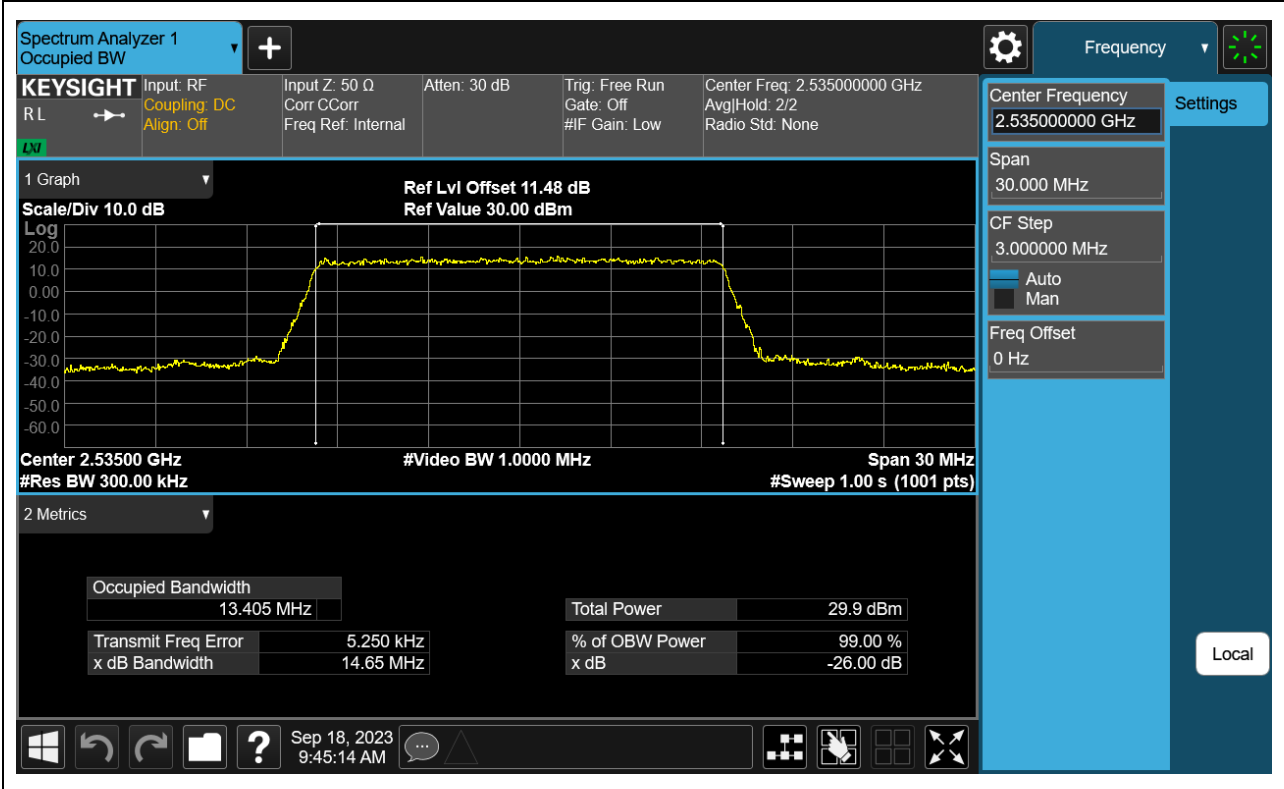 Spectrum Analyzer 1
Occupied BW
+
Frequency
KEYSIGHT
R L
LXI
Input: RF
Coupling: DC
Align: Off
Input Z: 50 Ω
Corr CCorr
Freq Ref: Internal
Atten: 30 dB
Trig: Free Run
Gate: Off
#IF Gain: Low
Center Freq: 2.535000000 GHz
Avg|Hold: 2/2
Radio Std: None
Center Frequency
2.535000000 GHz
Settings
Span
30.000 MHz
CF Step
3.000000 MHz
Auto
Man
Freq Offset
0 Hz
Local
1 Graph
Scale/Div 10.0 dB
Ref Lvl Offset 11.48 dB
Ref Value 30.00 dBm
Log
20.0
10.0
0.00
-10.0
-20.0
-30.0
-40.0
-50.0
-60.0
Center 2.53500 GHz
#Video BW 1.0000 MHz
Span 30 MHz
#Res BW 300.00 kHz
#Sweep 1.00 s (1001 pts)
2 Metrics
Occupied Bandwidth
13.405 MHz
Total Power 29.9 dBm
Transmit Freq Error 5.250 kHz
% of OBW Power 99.00 %
x dB Bandwidth 14.65 MHz
x dB -26.00 dB
?
Sep 18, 2023
9:45:14 AM